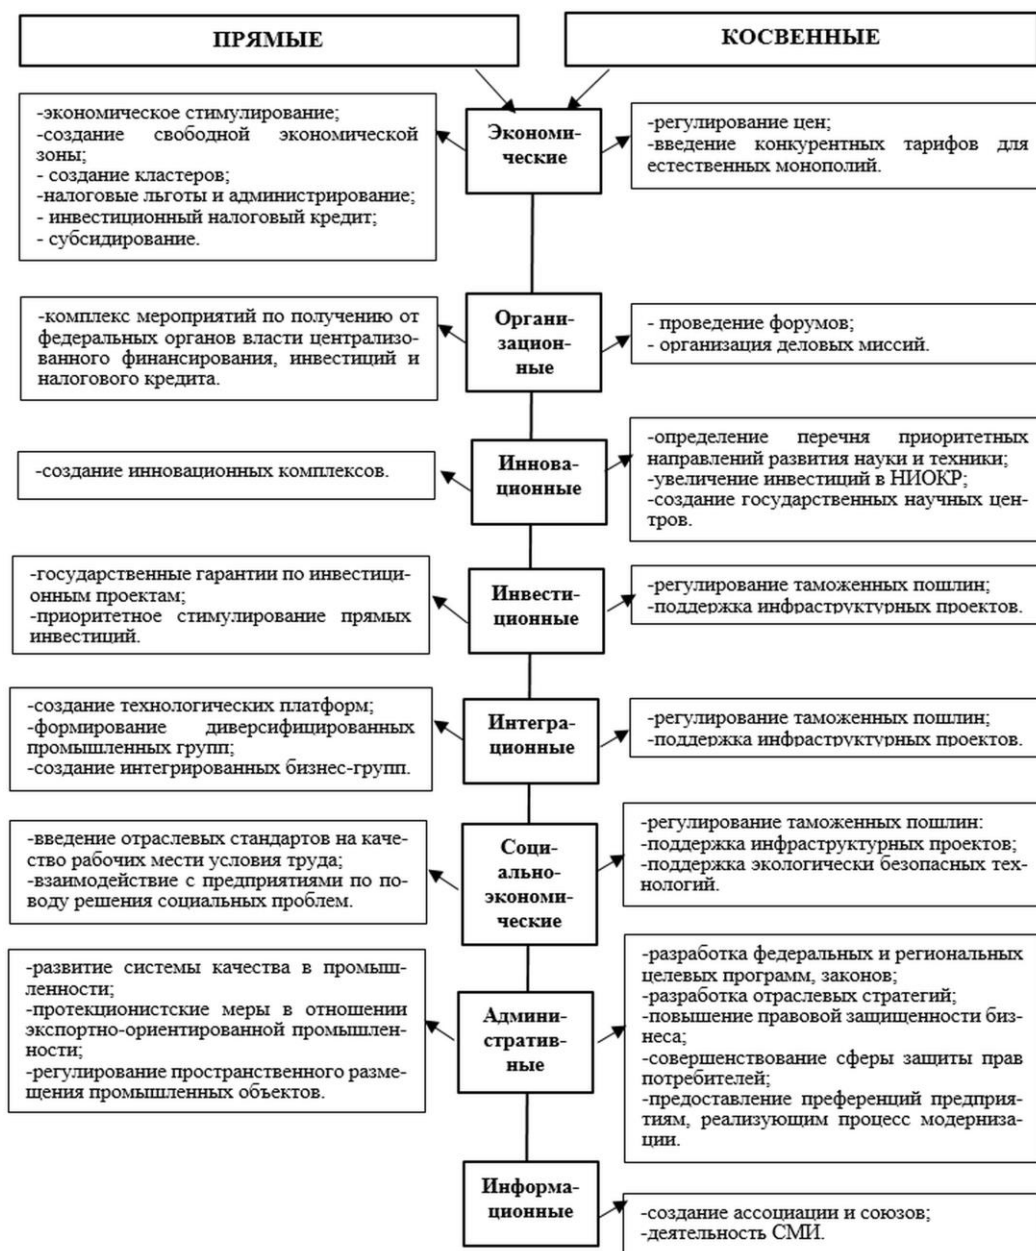 ПРЯМЫЕ
КОСВЕННЫЕ
-экономическое стимулирование;
-создание свободной экономической
зоны;
- создание кластеров;
-налоговые льготы и администрирование;
- инвестиционный налоговый кредит;
- субсидирование.
Экономи-
ческие
-регулирование цен;
-введение конкурентных тарифов для
естественных монополий.
-комплекс мероприятий по получению от
федеральных органов власти централизо-
ванного финансирования, инвестиций и
налогового кредита.
Органи-
зацион-
ные
- проведение форумов;
- организация деловых миссий.
-создание инновационных комплексов.
Иннова-
ционные
-определение перечня приоритетных
направлений развития науки и техники;
-увеличение инвестиций в НИОКР;
-создание государственных научных цен-
тров.
-государственные гарантии по инвестици-
онным проектам;
-приоритетное стимулирование прямых
инвестиций.
Инвести-
ционные
-регулирование таможенных пошлин;
-поддержка инфраструктурных проектов.
-создание технологических платформ;
-формирование диверсифицированных
промышленных групп;
-создание интегрированных бизнес-групп.
Интегра-
ционные
-регулирование таможенных пошлин;
-поддержка инфраструктурных проектов.
-введение отраслевых стандартов на каче-
ство рабочих мести условия труда;
-взаимодействие с предприятиями по по-
воду решения социальных проблем.
Соци-
ально-
экономи-
ческие
-регулирование таможенных пошлин:
-поддержка инфраструктурных проектов;
-поддержка экологически безопасных тех-
нологий.
-развитие системы качества в промыш-
ленности;
-протекционистские меры в отношении
экспортно-ориентированной промышлен-
ности;
-регулирование пространственного разме-
щения промышленных объектов.
Админи-
стратив-
ные
-разработка федеральных и региональных
целевых программ, законов;
-разработка отраслевых стратегий;
-повышение правовой защищенности биз-
неса;
-совершенствование сферы защиты прав
потребителей;
-предоставление преференций предприя-
тиям, реализующим процесс модерниза-
ции.
Информа-
ционные
-создание ассоциации и союзов;
-деятельность СМИ.